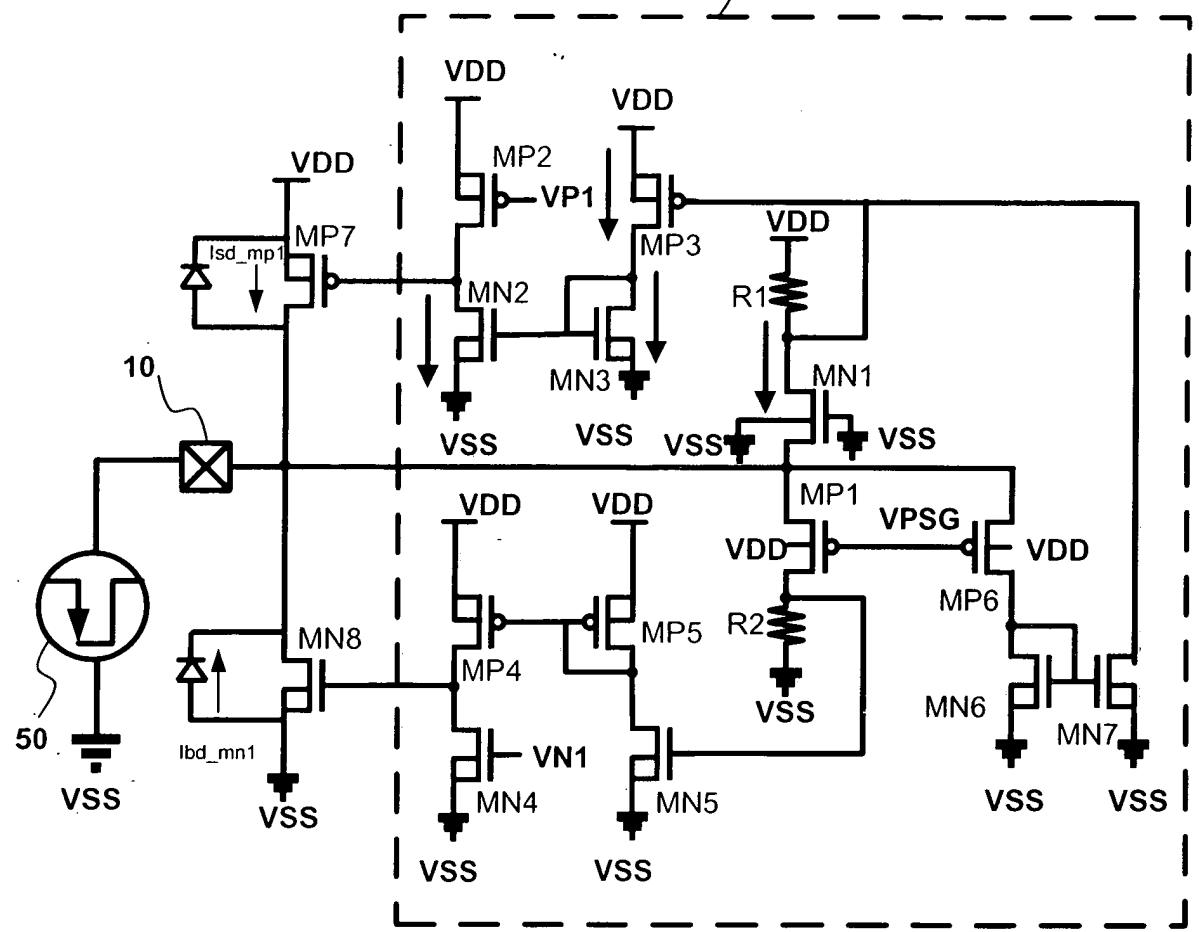 VDD
VDD
VDD
MP2
VP1
MP7
Isd_mp1
MP3
VDD
R1
MN2
MN3
MN1
10
VSS
VSS
VSS
VSS
MP1
VDD
VDD
VPSG
VDD
VDD
MP6
MP4
MP5
R2
MN8
VSS
MN6
MN7
50
Ibd_mn1
VN1
MN4
MN5
VSS
VSS
VSS
VSS
VSS
VSS